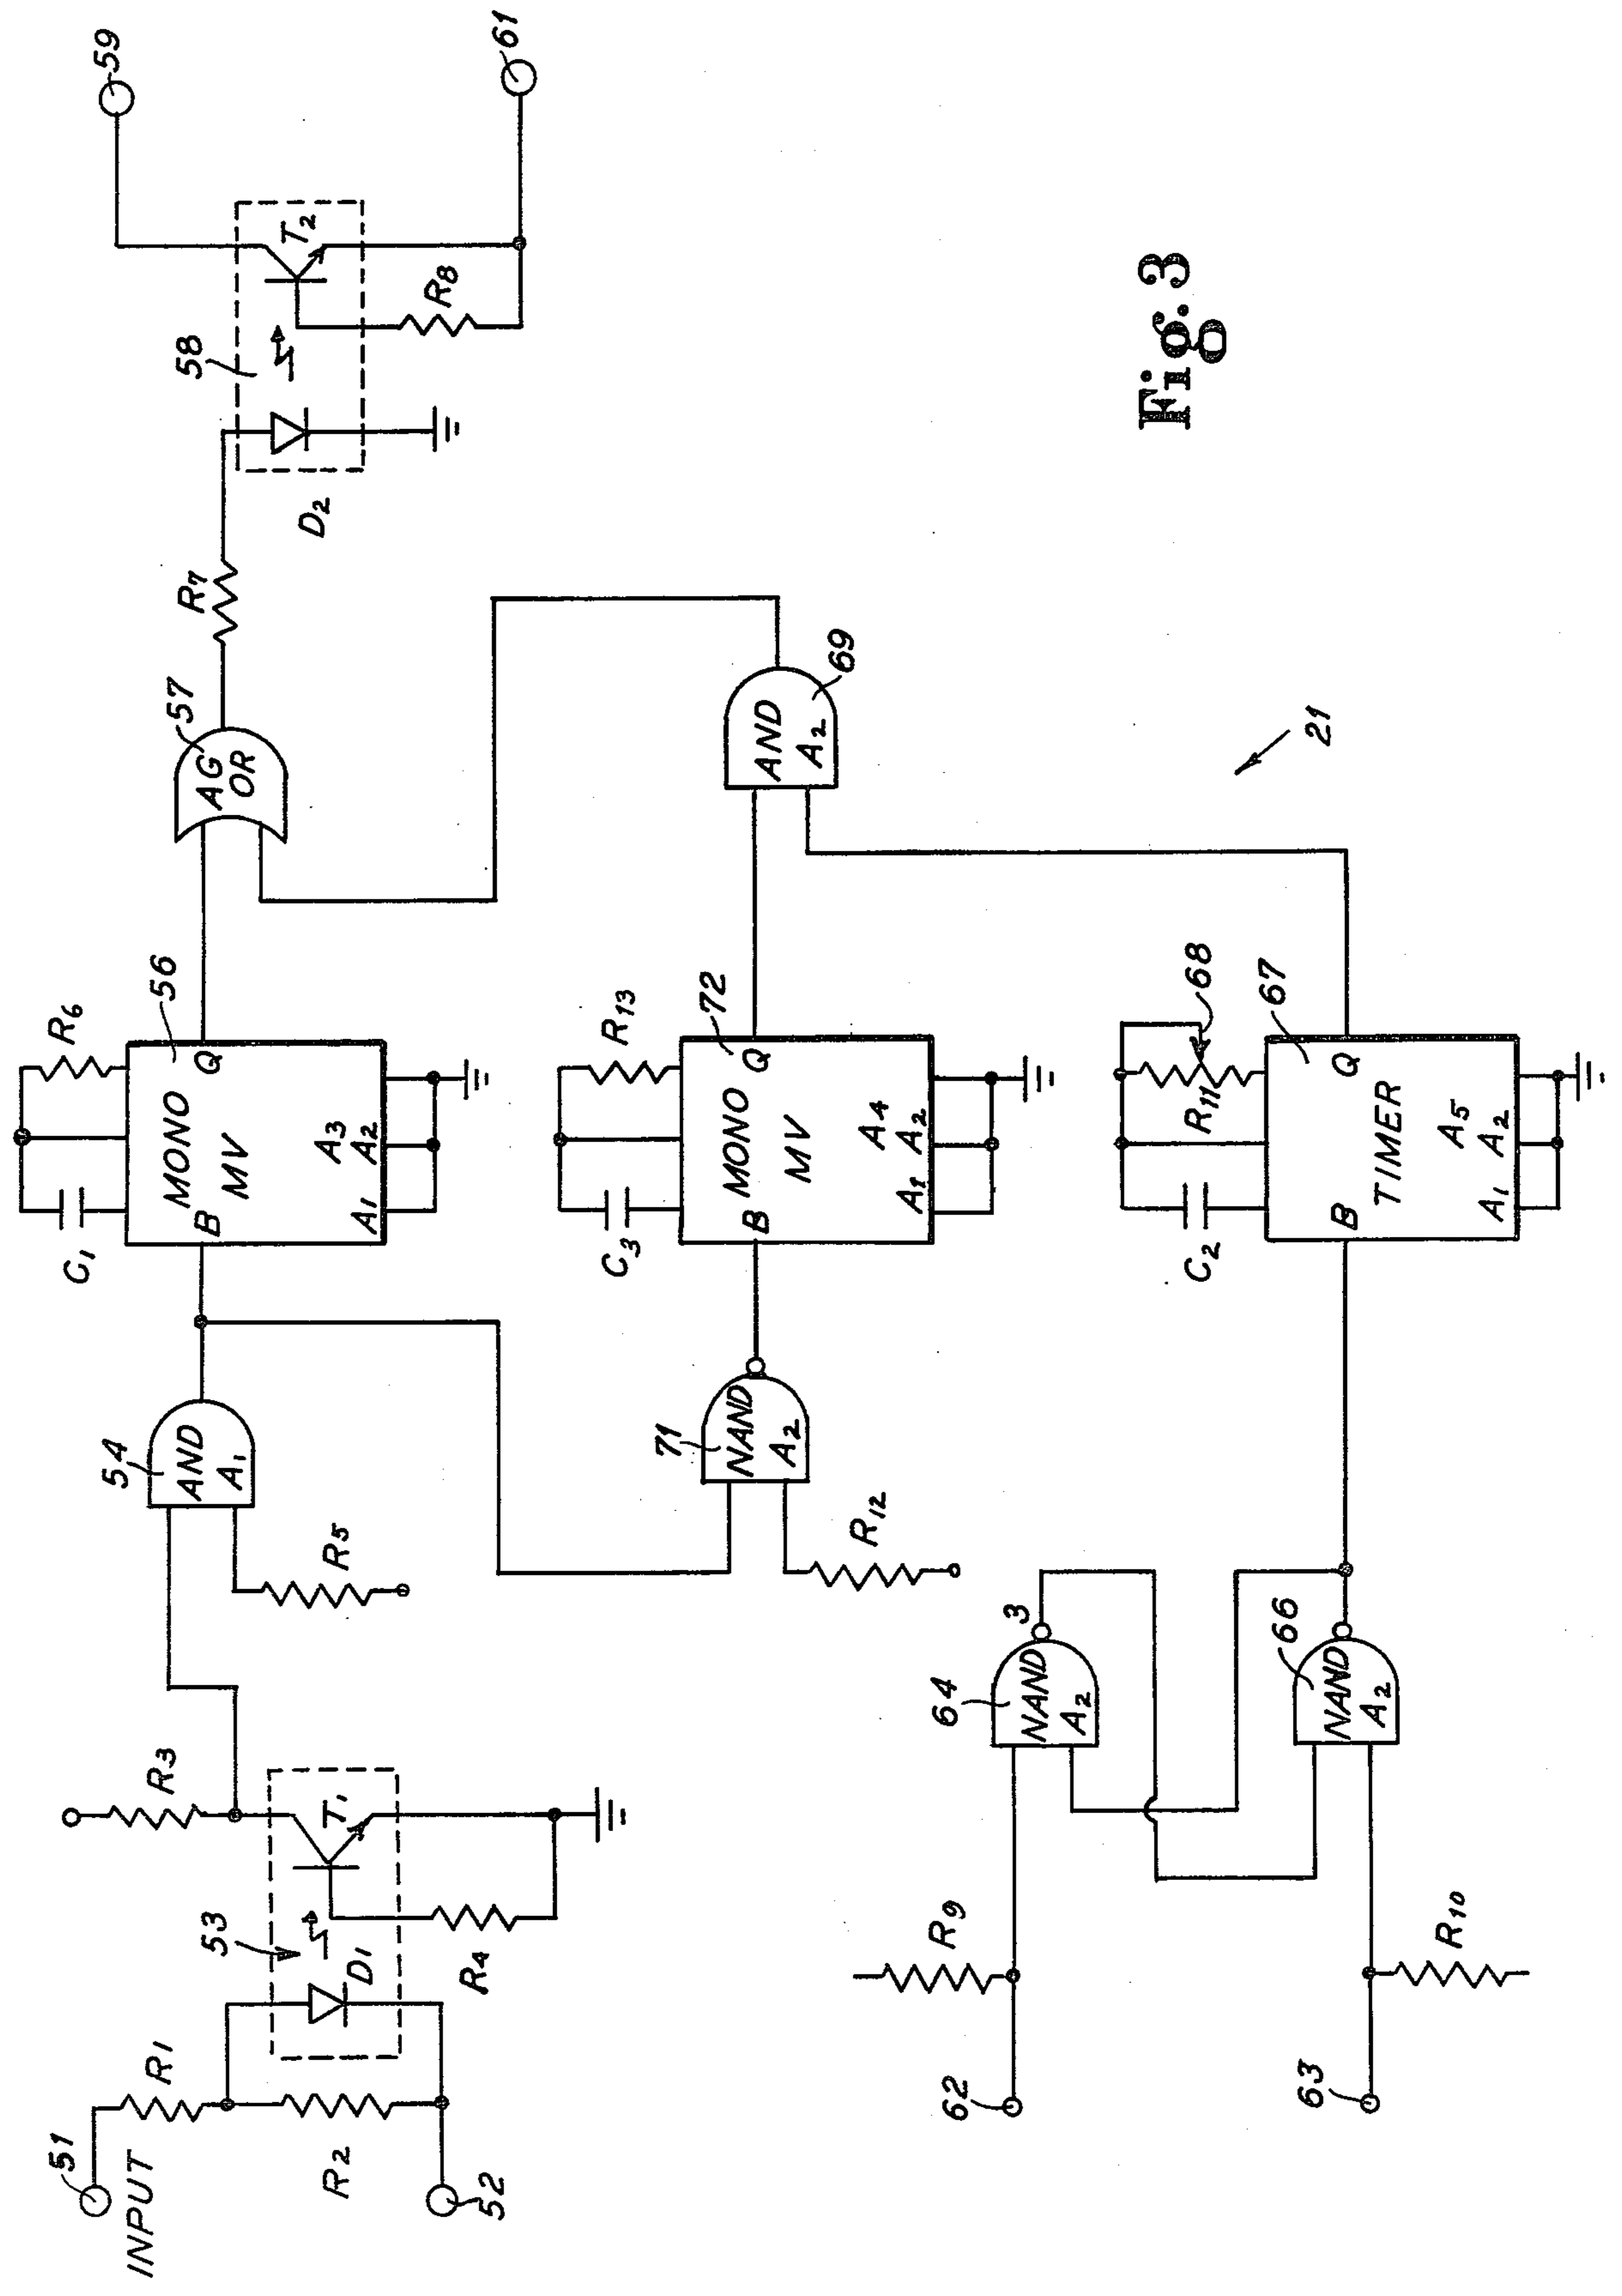 51
INPUT
R1
R2
52
53
D1
T1
R3
R4
54
AND
A1
R5
C1
R6
MONO
MV
56
B
Q
A3
A1
A2
57
AG
OR
R7
58
D2
T2
R8
59
61
71
NAND
A2
R12
C3
R13
MONO
MV
72
B
Q
A4
A1
A2
AND
A2
69
62
R9
64
NAND
A2
3
63
R10
66
NAND
A2
C2
R11
68
67
B
Q
TIMER
A5
A1
A2
21
Fig. 3